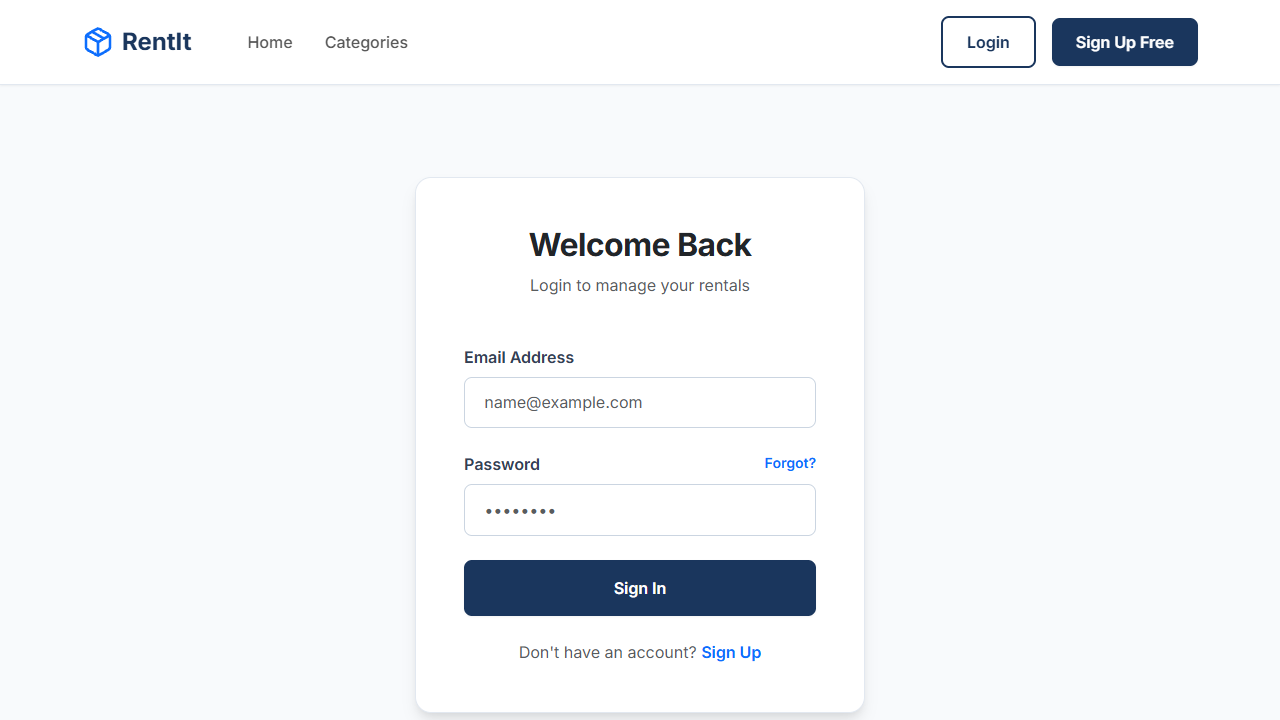 RentIt
Home
Categories
Login
Sign Up Free
Welcome Back
Login to manage your rentals
Email Address
name@example.com
Password
Forgot?
••••••••
Sign In
Don't have an account? Sign Up